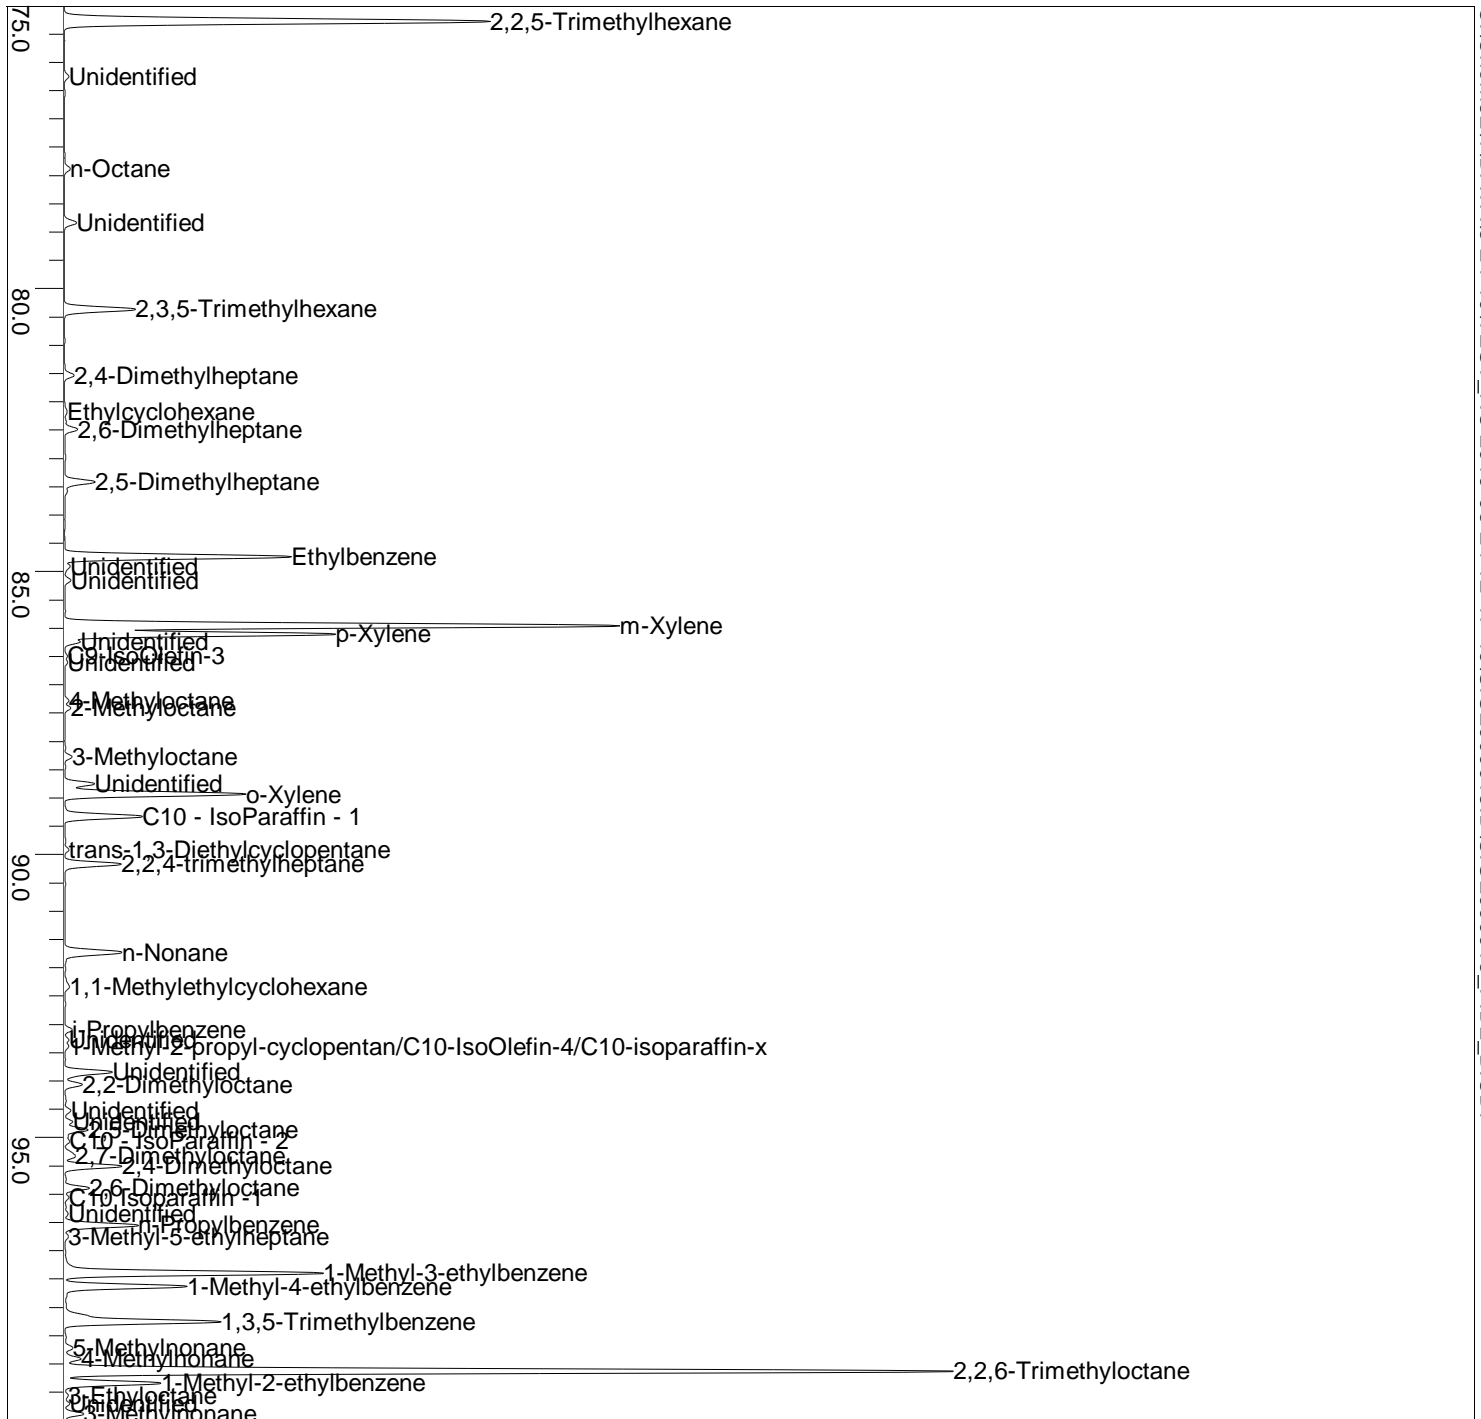 75.0
2,2,5-Trimethylhexane
Unidentified
n-Octane
Unidentified
80.0
2,3,5-Trimethylhexane
2,4-Dimethylheptane
Ethylcyclohexane
2,6-Dimethylheptane
2,5-Dimethylheptane
Ethylbenzene
Unidentified
85.0
Unidentified
m-Xylene
p-Xylene
Unidentified
C9-IsoOlefin-3
Unidentified
4-Methyloctane
2-Methyloctane
3-Methyloctane
Unidentified
o-Xylene
C10 - IsoParaffin - 1
trans-1,3-Diethylcyclopentane
90.0
2,2,4-trimethylheptane
n-Nonane
1,1-Methylethylcyclohexane
i-Propylbenzene
Unidentified
1-Methyl-2-propyl-cyclopentan/C10-IsoOlefin-4/C10-isoparaffin-x
Unidentified
2,2-Dimethyloctane
Unidentified
Unidentified
2,5-Dimethyloctane
C10 - IsoParaffin - 2
95.0
2,7-Dimethyloctane
2,4-Dimethyloctane
2,6-Dimethyloctane
C10 Isoparaffin -1
Unidentified
n-Propylbenzene
3-Methyl-5-ethylheptane
1-Methyl-3-ethylbenzene
1-Methyl-4-ethylbenzene
1,3,5-Trimethylbenzene
5-Methylnonane
4-Methylnonane
2,2,6-Trimethyloctane
1-Methyl-2-ethylbenzene
3-Ethyloctane
Unidentified
3-Methylnonane